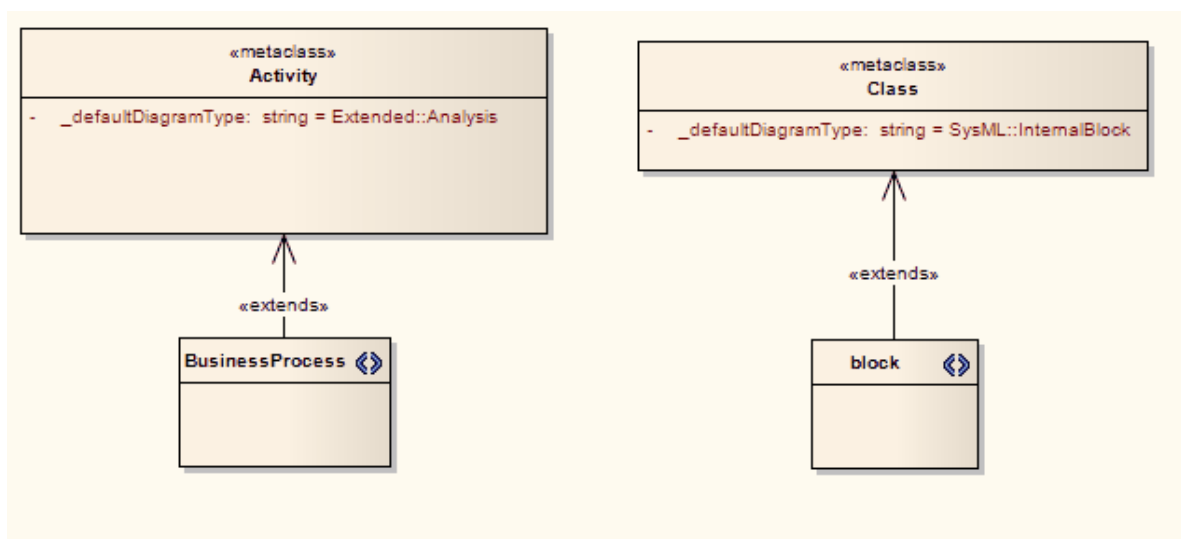 «metaclass»
Activity
- _defaultDiagramType: string = Extended::Analysis
«extends»
BusinessProcess
«metaclass»
Class
- _defaultDiagramType: string = SysML::InternalBlock
«extends»
block